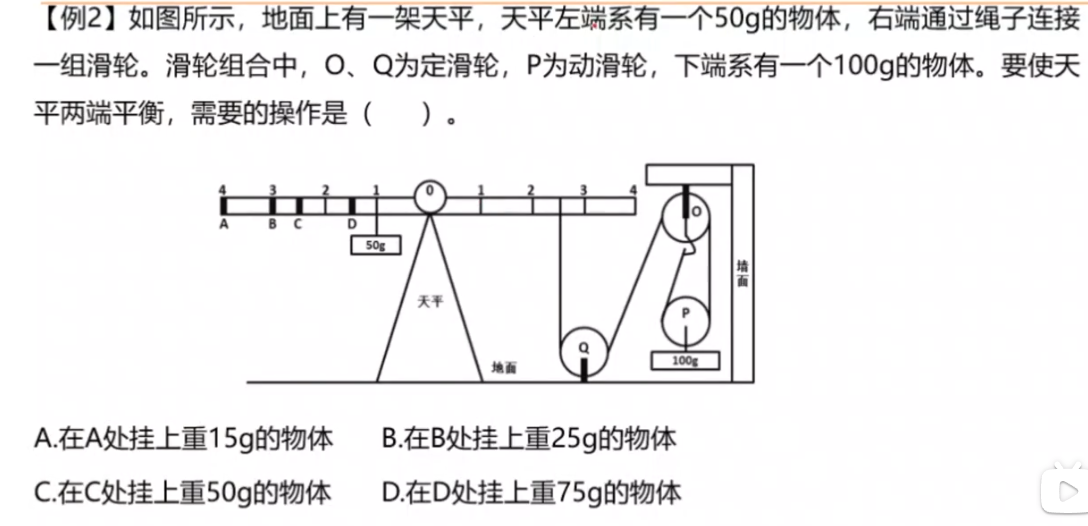 【例2】如图所示，地面上有一架天平，天平左端系有一个50g的物体，右端通过绳子连接
一组滑轮。滑轮组合中，O、Q为定滑轮，P为动滑轮，下端系有一个100g的物体。要使天
平两端平衡，需要的操作是（　　）。
4 3 2 1 0 1 2 3 4
A B C D
O
50g
墙面
天平
P
Q
100g
地面
A.在A处挂上重15g的物体 B.在B处挂上重25g的物体
C.在C处挂上重50g的物体 D.在D处挂上重75g的物体